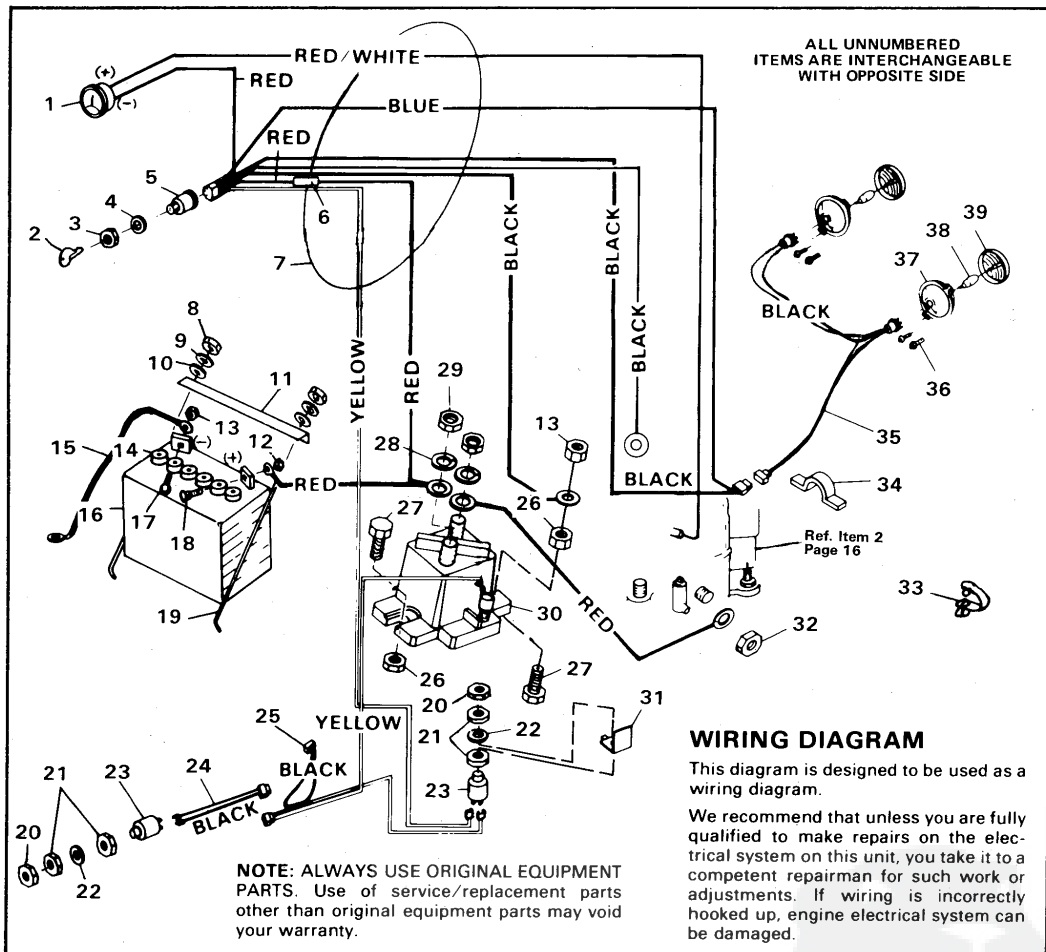 ALL UNNUMBERED
ITEMS ARE INTERCHANGEABLE
WITH OPPOSITE SIDE
RED/WHITE
(+)
RED
1
(-)
BLUE
RED
5
4
3
2
6
7
BLACK
BLACK
BLACK
39
38
37
BLACK
36
8
9
10
11
YELLOW
RED
29
13
(-)
15
14
12
(+)
28
13
35
RED
BLACK
34
16
17
18
27
26
Ref. Item 2
Page 16
33
19
30
RED
32
26
27
20
31
25
YELLOW
21
22
BLACK
24
23
21
23
BLACK
20
22
WIRING DIAGRAM
This diagram is designed to be used as a
wiring diagram.
We recommend that unless you are fully
qualified to make repairs on the elec-
trical system on this unit, you take it to a
competent repairman for such work or
adjustments. If wiring is incorrectly
hooked up, engine electrical system can
be damaged.
NOTE: ALWAYS USE ORIGINAL EQUIPMENT
PARTS. Use of service/replacement parts
other than original equipment parts may void
your warranty.